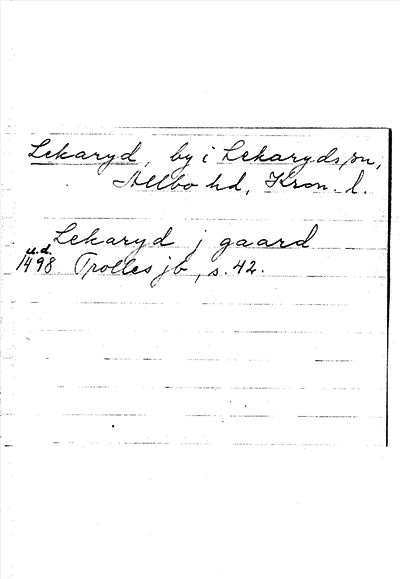 Lekaryd, by i Lekaryds sn,
Allbo hd, Kron. l.
Lekaryd j gaard
u.d.
1498 Trolles jb, s. 42.